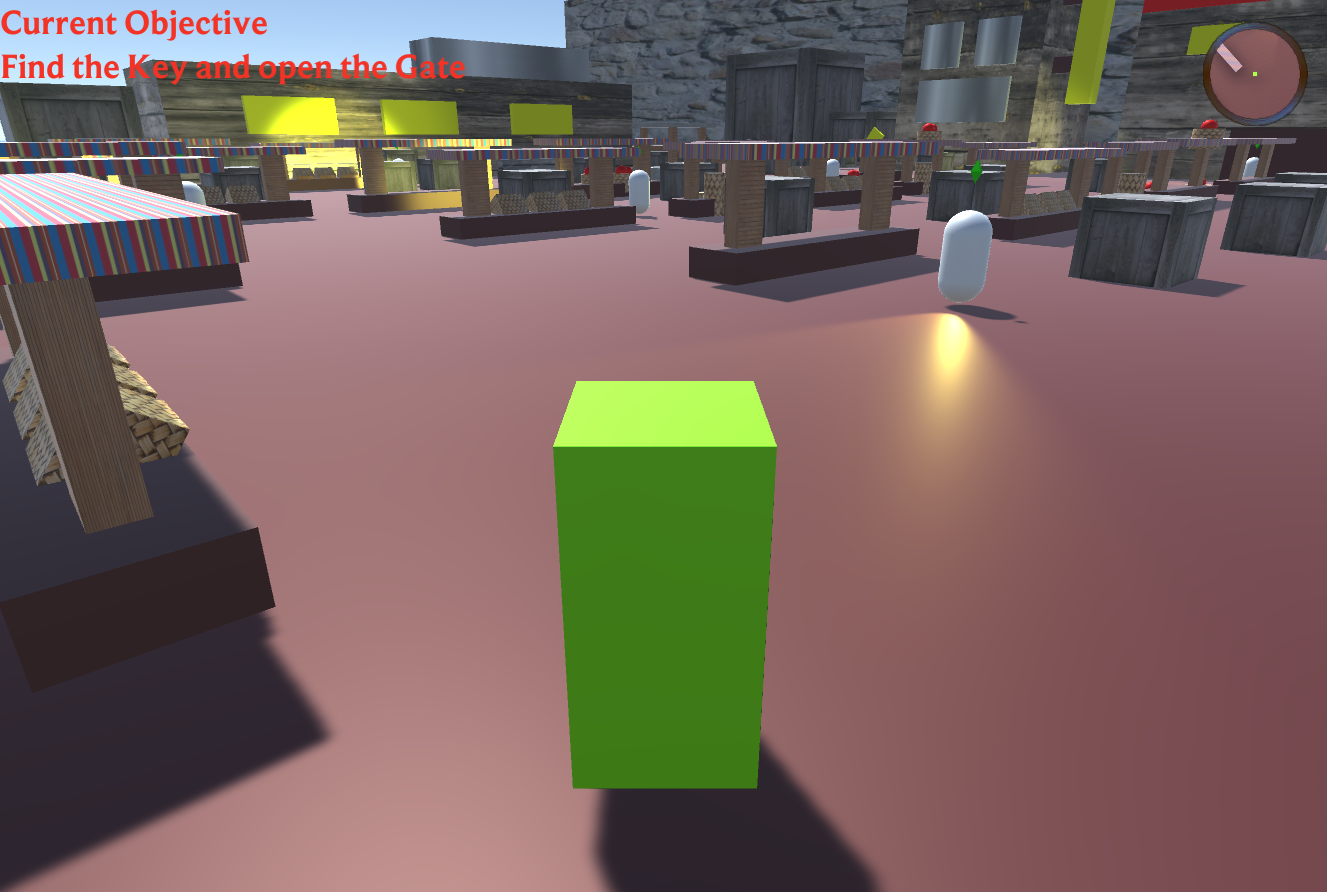 Current Objective
Find the Key and open the Gate